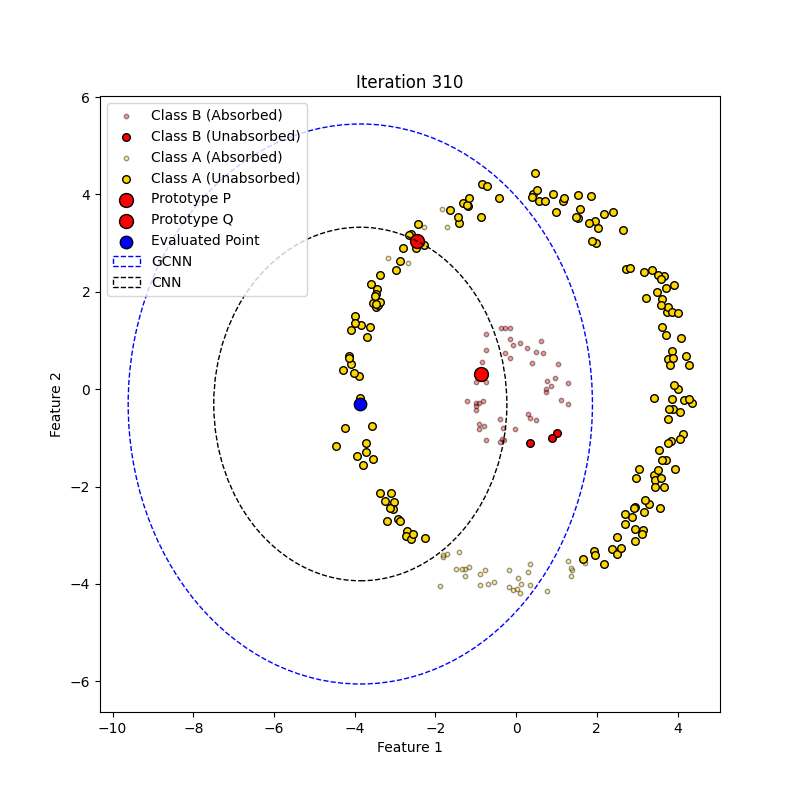 Iteration 310
Class B (Absorbed)
Class B (Unabsorbed)
Class A (Absorbed)
Class A (Unabsorbed)
Prototype P
Prototype Q
Evaluated Point
GCNN
CNN
Feature 2
6
4
2
0
−2
−4
−6
−10
−8
−6
−4
−2
0
2
4
Feature 1